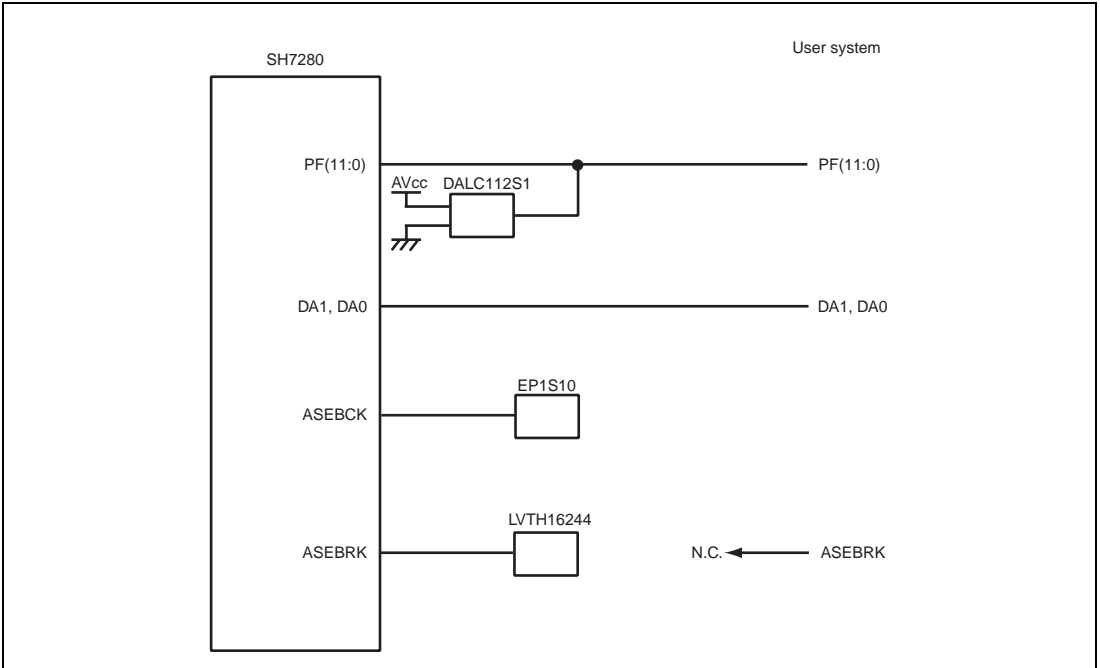 User system
SH7280
PF(11:0)
PF(11:0)
AVcc
DALC112S1
DA1, DA0
DA1, DA0
EP1S10
ASEBCK
LVTH16244
ASEBRK
N.C.
ASEBRK